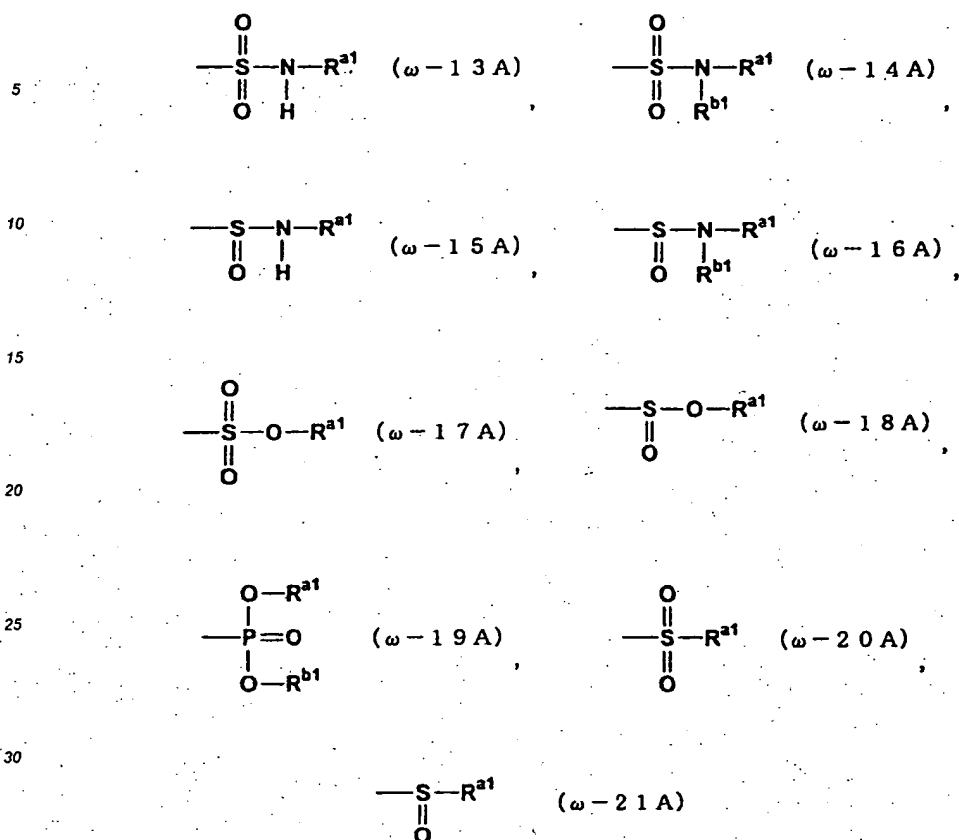 O O
5 S—N—R^a1 (ω-13A), S—N—R^a1 (ω-14A),
O H O R^b1
10 S—N—R^a1 (ω-15A), S—N—R^a1 (ω-16A),
O H O R^b1
15
O
S—O—R^a1 (ω-17A), S—O—R^a1 (ω-18A),
O O
20
O—R^a1 O
25 P=O (ω-19A), S—R^a1 (ω-20A),
O—R^b1 O
30
S—R^a1 (ω-21A)
O